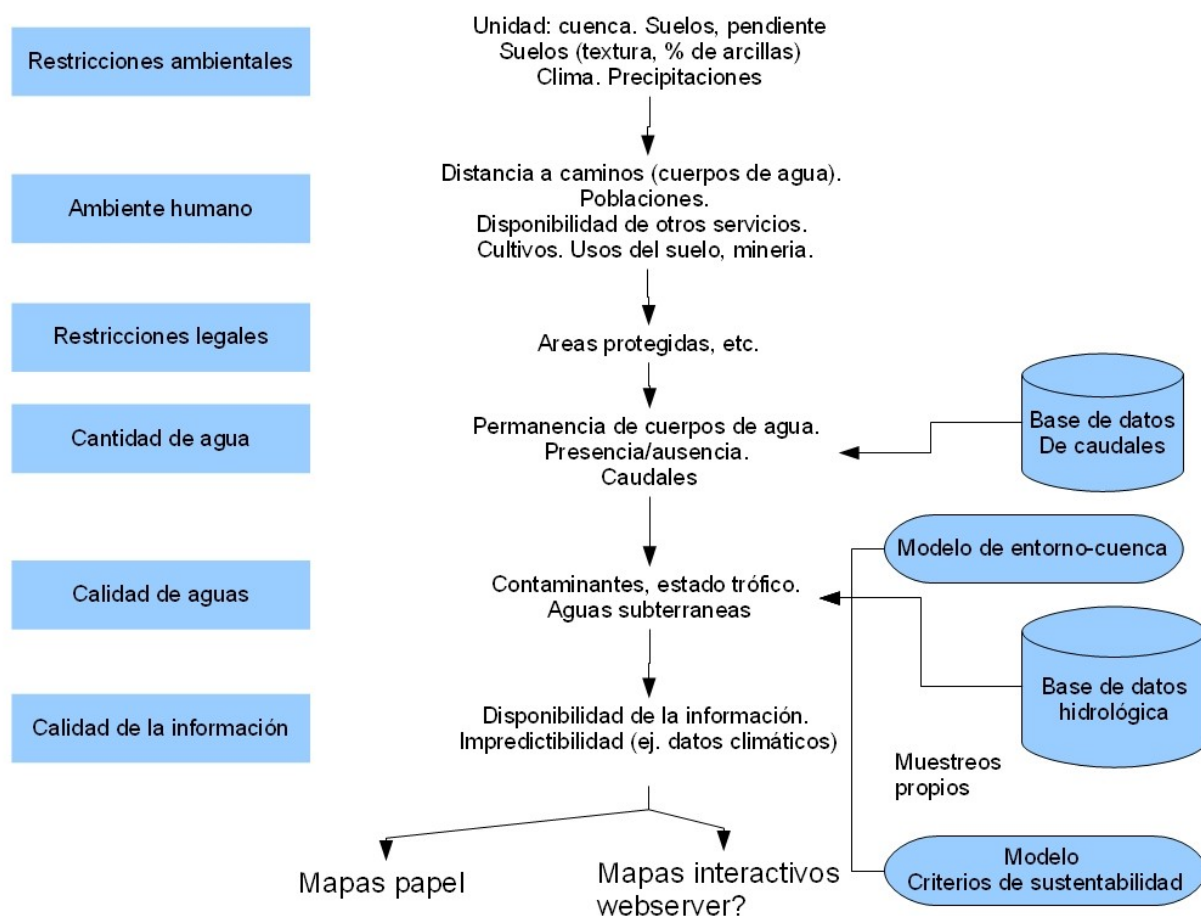 Restricciones ambientales
Unidad: cuenca. Suelos, pendiente
Suelos (textura, % de arcillas)
Clima. Precipitaciones
Ambiente humano
Distancia a caminos (cuerpos de agua).
Poblaciones.
Disponibilidad de otros servicios.
Cultivos. Usos del suelo, mineria.
Restricciones legales
Areas protegidas, etc.
Cantidad de agua
Permanencia de cuerpos de agua.
Presencia/ausencia.
Caudales
Base de datos
De caudales
Modelo de entorno-cuenca
Calidad de aguas
Contaminantes, estado trófico.
Aguas subterraneas
Base de datos
hidrológica
Calidad de la información
Disponibilidad de la información.
Impredictibilidad (ej. datos climáticos)
Muestreos
propios
Modelo
Criterios de sustentabilidad
Mapas papel
Mapas interactivos
webserver?